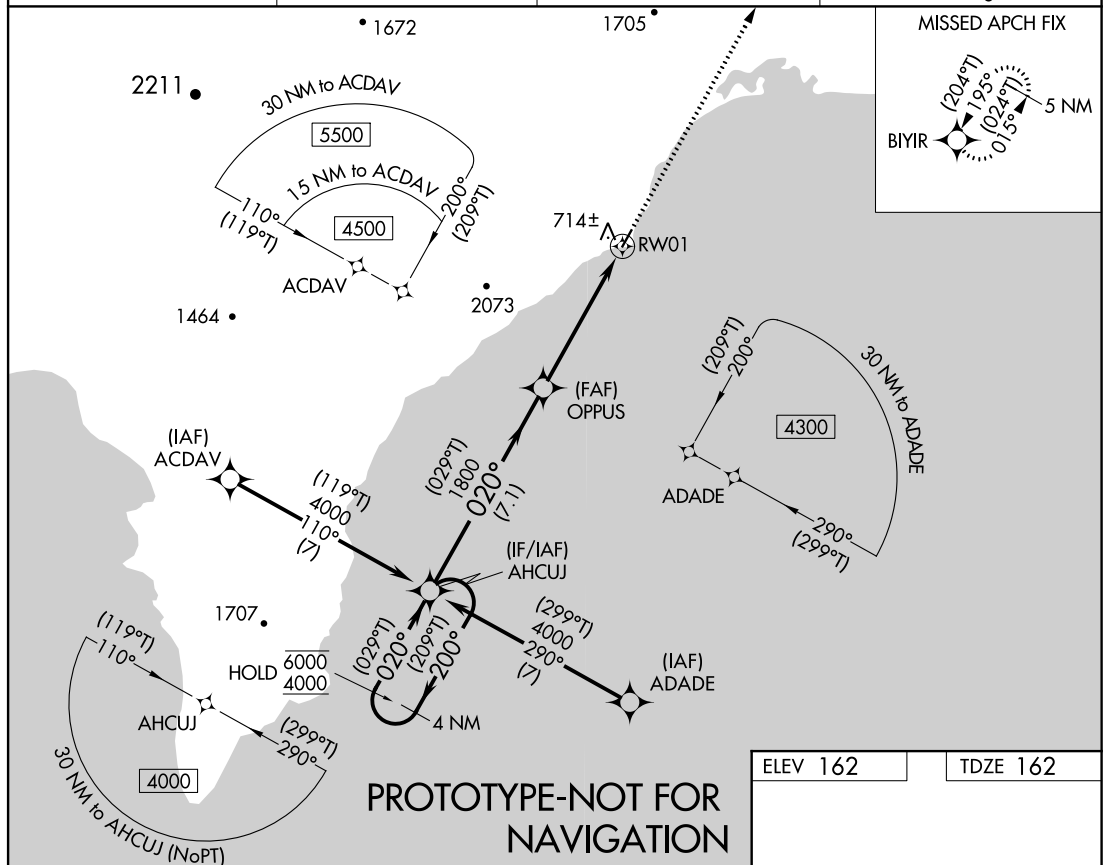 1672
1705
MISSED APCH FIX
2211
30 NM to ACDAV
5500
15 NM to ACDAV
4500
110°
(119°T)
200°
(209°T)
ACDAV
(204°T)
195°
(024°T)
015°
5 NM
BIYIR
714±
RW01
2073
1464
(FAF)
OPPUS
(209°T)
200°
30 NM to ADADE
4300
ADADE
290°
(299°T)
(IAF)
ACDAV
(119°T)
4000
110°
(7)
(029°T)
1800
020°
(7.1)
(IF/IAF)
AHCUJ
1707
(119°T)
110°
HOLD
6000
4000
(029°T)
020°
(209°T)
200°
4 NM
(299°T)
4000
290°
(7)
(IAF)
ADADE
AHCUJ
(299°T)
290°
4000
30 NM to AHCUJ (NoPT)
PROTOTYPE-NOT FOR
NAVIGATION
ELEV 162
TDZE 162